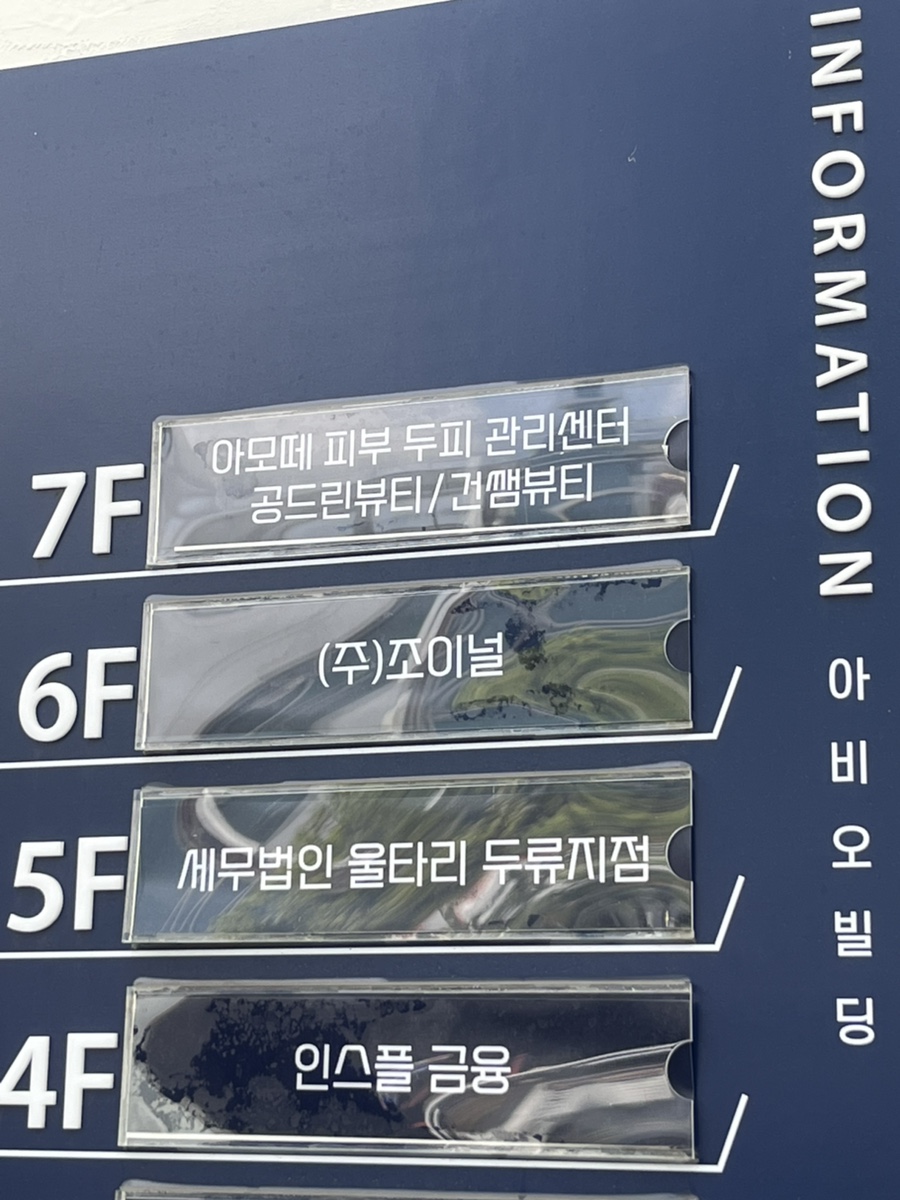 INFORMATION 아비오빌딩
7F
아모떼 피부 두피 관리센터
공드린뷰티/건쌤뷰티
6F
(주)조이널
5F
세무법인 울타리 두류지점
4F
인스플 금융